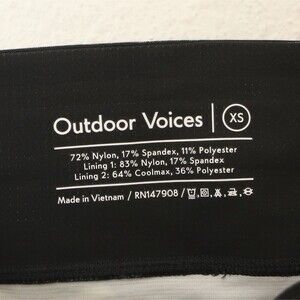 Outdoor Voices | XS
72% Nylon, 17% Spandex, 11% Polyester
Lining 1: 83% Nylon, 17% Spandex
Lining 2: 64% Coolmax, 36% Polyester
Made in Vietnam / RN147908 /